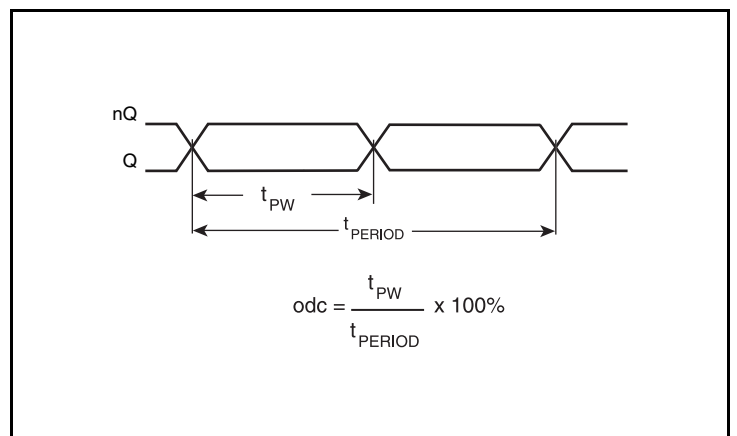 nQ
Q
tPW
tPERIOD
odc = tPW / tPERIOD x 100%